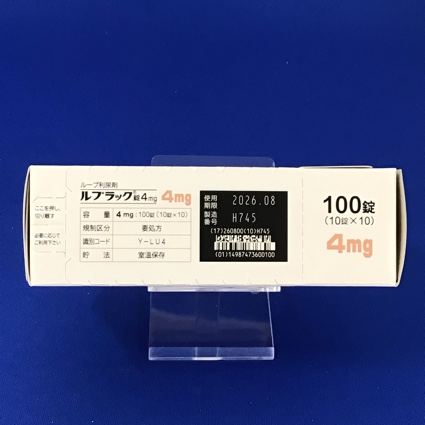 ここを押し、
切り離す
必要に応じて
ご利用下さい
ループ利尿剤
ルプラック®錠4mg 4mg
容量 4mg:100錠(10錠×10)
規制区分 要処方
識別コード Y-LU4
貯法 室温保存
使用
期限 2026.08
製造
番号 H745
(17)260800(10)H745
(01)14987473600100
100錠
(10錠×10)
4mg